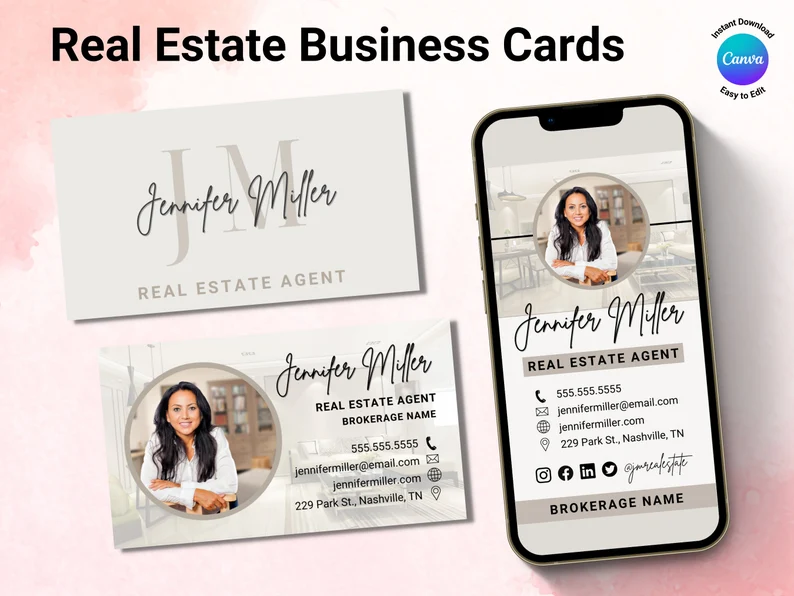 Real Estate Business Cards
Instant Download
Canva
Easy to Edit
JM
Jennifer Miller
REAL ESTATE AGENT
Jennifer Miller
REAL ESTATE AGENT
BROKERAGE NAME
555.555.5555
jennifermiller@email.com
jennifermiller.com
229 Park St., Nashville, TN
Jennifer Miller
REAL ESTATE AGENT
555.555.5555
jennifermiller@email.com
jennifermiller.com
229 Park St., Nashville, TN
@jmrealestate
BROKERAGE NAME